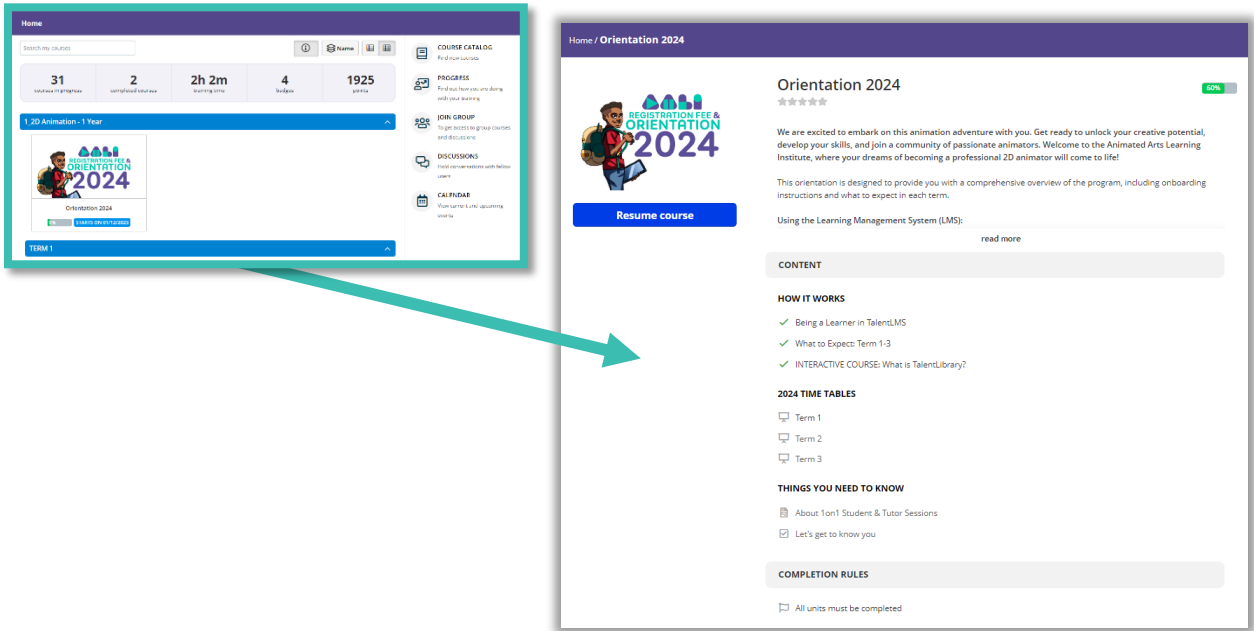 Home
Search my courses
Name
31
courses in progress
2
completed courses
2h 2m
training time
4
badges
1925
points
1_2D Animation - 1 Year
AALI
REGISTRATION FEE &
ORIENTATION
2024
Orientation 2024
STARTS ON 01/12/2023
TERM 1
COURSE CATALOG
Find new courses
PROGRESS
Find out how you are doing
with your training
JOIN GROUP
To get access to group courses
and discussions
DISCUSSIONS
Hold conversations with fellow
users
CALENDAR
View current and upcoming
events
Home / Orientation 2024
AALI
REGISTRATION FEE &
ORIENTATION
2024
Resume course
Orientation 2024
60%
We are excited to embark on this animation adventure with you. Get ready to unlock your creative potential,
develop your skills, and join a community of passionate animators. Welcome to the Animated Arts Learning
Institute, where your dreams of becoming a professional 2D animator will come to life!
This orientation is designed to provide you with a comprehensive overview of the program, including onboarding
instructions and what to expect in each term.
Using the Learning Management System (LMS):
read more
CONTENT
HOW IT WORKS
Being a Learner in TalentLMS
What to Expect: Term 1-3
INTERACTIVE COURSE: What is TalentLibrary?
2024 TIME TABLES
Term 1
Term 2
Term 3
THINGS YOU NEED TO KNOW
About 1on1 Student & Tutor Sessions
Let's get to know you
COMPLETION RULES
All units must be completed